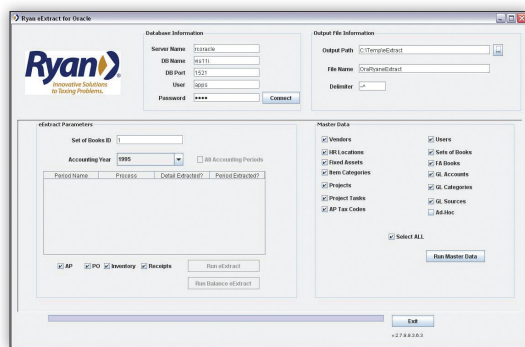 Ryan eExtract for Oracle
Ryan
Innovative Solutions
to Taxing Problems.
Database Information
Server Name rcoracle
DB Name vis11i
DB Port 1521
User apps
Password ••••
Connect
Output File Information
Output Path C:\Temp\eExtract
...
File Name OraRyaneExtract
Delimiter ~^
eExtract Parameters
Set of Books ID 1
Accounting Year 1995
All Accounting Periods
Period Name Process Detail Extracted? Period Extracted?
AP PO Inventory Receipts
Run eExtract
Run Balance eExtract
Master Data
Vendors Users
HR Locations Sets of Books
Fixed Assets FA Books
Item Categories GL Accounts
Projects GL Categories
Project Tasks GL Sources
AP Tax Codes Ad-Hoc
Select ALL
Run Master Data
Exit